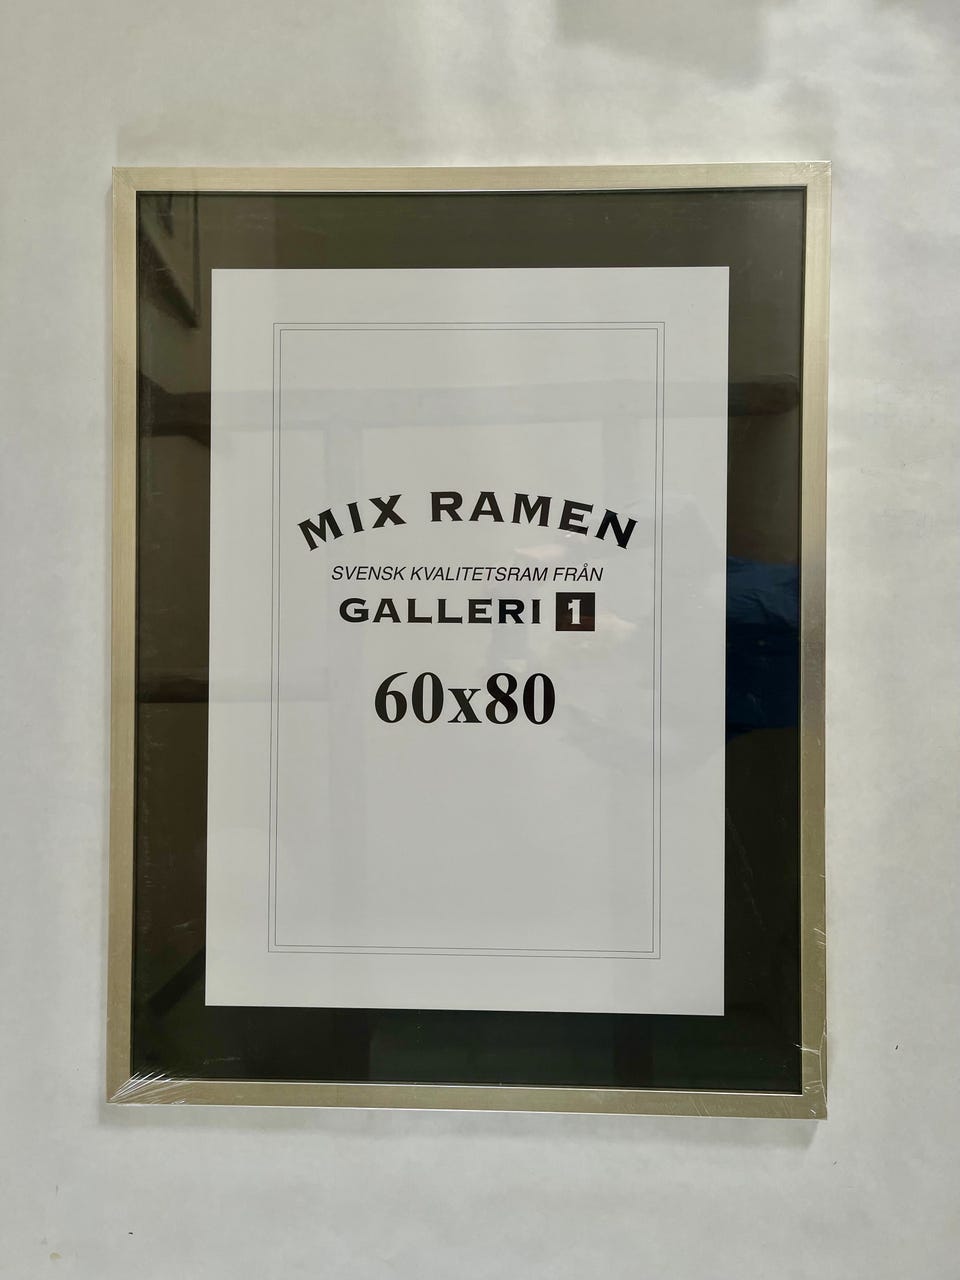 MIX RAMEN
SVENSK KVALITETSRAM FRÅN
GALLERI 1
60x80